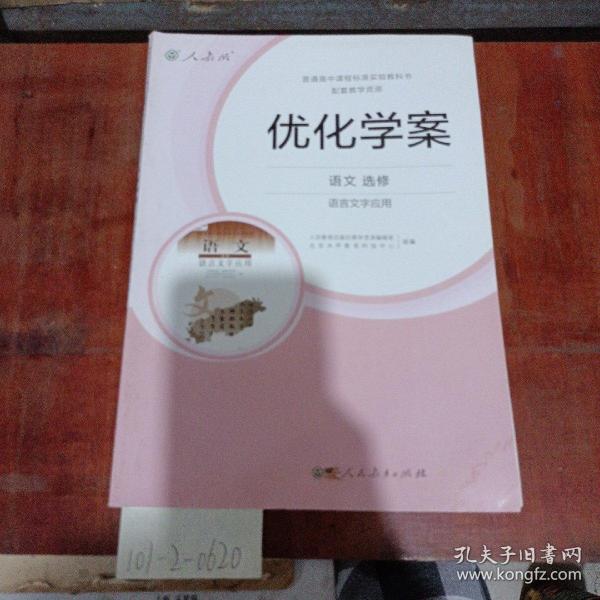 人教版
普通高中课程标准实验教科书
配套教学资源
优化学案
语文 选修
语言文字应用
组编
语文
语言文字应用
人民教育出版社
101-2-0620
孔夫子旧书网
www.kongfz.com